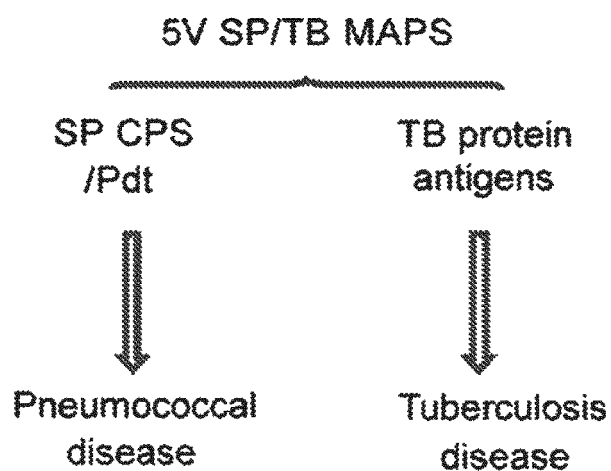 5V SP/TB MAPS
SP CPS
/Pdt
TB protein
antigens
Pneumococcal
disease
Tuberculosis
disease